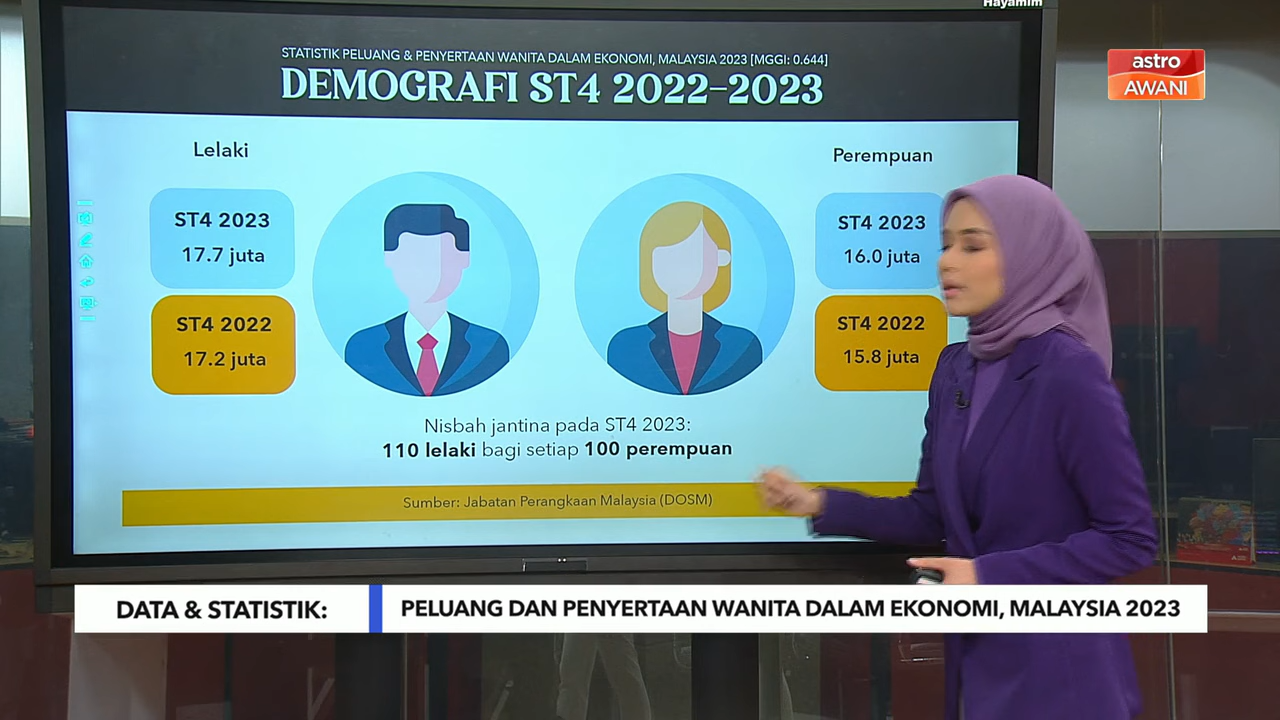 Hayamim
astro
AWANI
STATISTIK PELUANG & PENYERTAAN WANITA DALAM EKONOMI, MALAYSIA 2023 [MGGI: 0.644]
DEMOGRAFI ST4 2022-2023
Lelaki
Perempuan
ST4 2023
17.7 juta
ST4 2023
16.0 juta
ST4 2022
17.2 juta
ST4 2022
15.8 juta
Nisbah jantina pada ST4 2023:
110 lelaki bagi setiap 100 perempuan
Sumber: Jabatan Perangkaan Malaysia (DOSM)
DATA & STATISTIK:
PELUANG DAN PENYERTAAN WANITA DALAM EKONOMI, MALAYSIA 2023